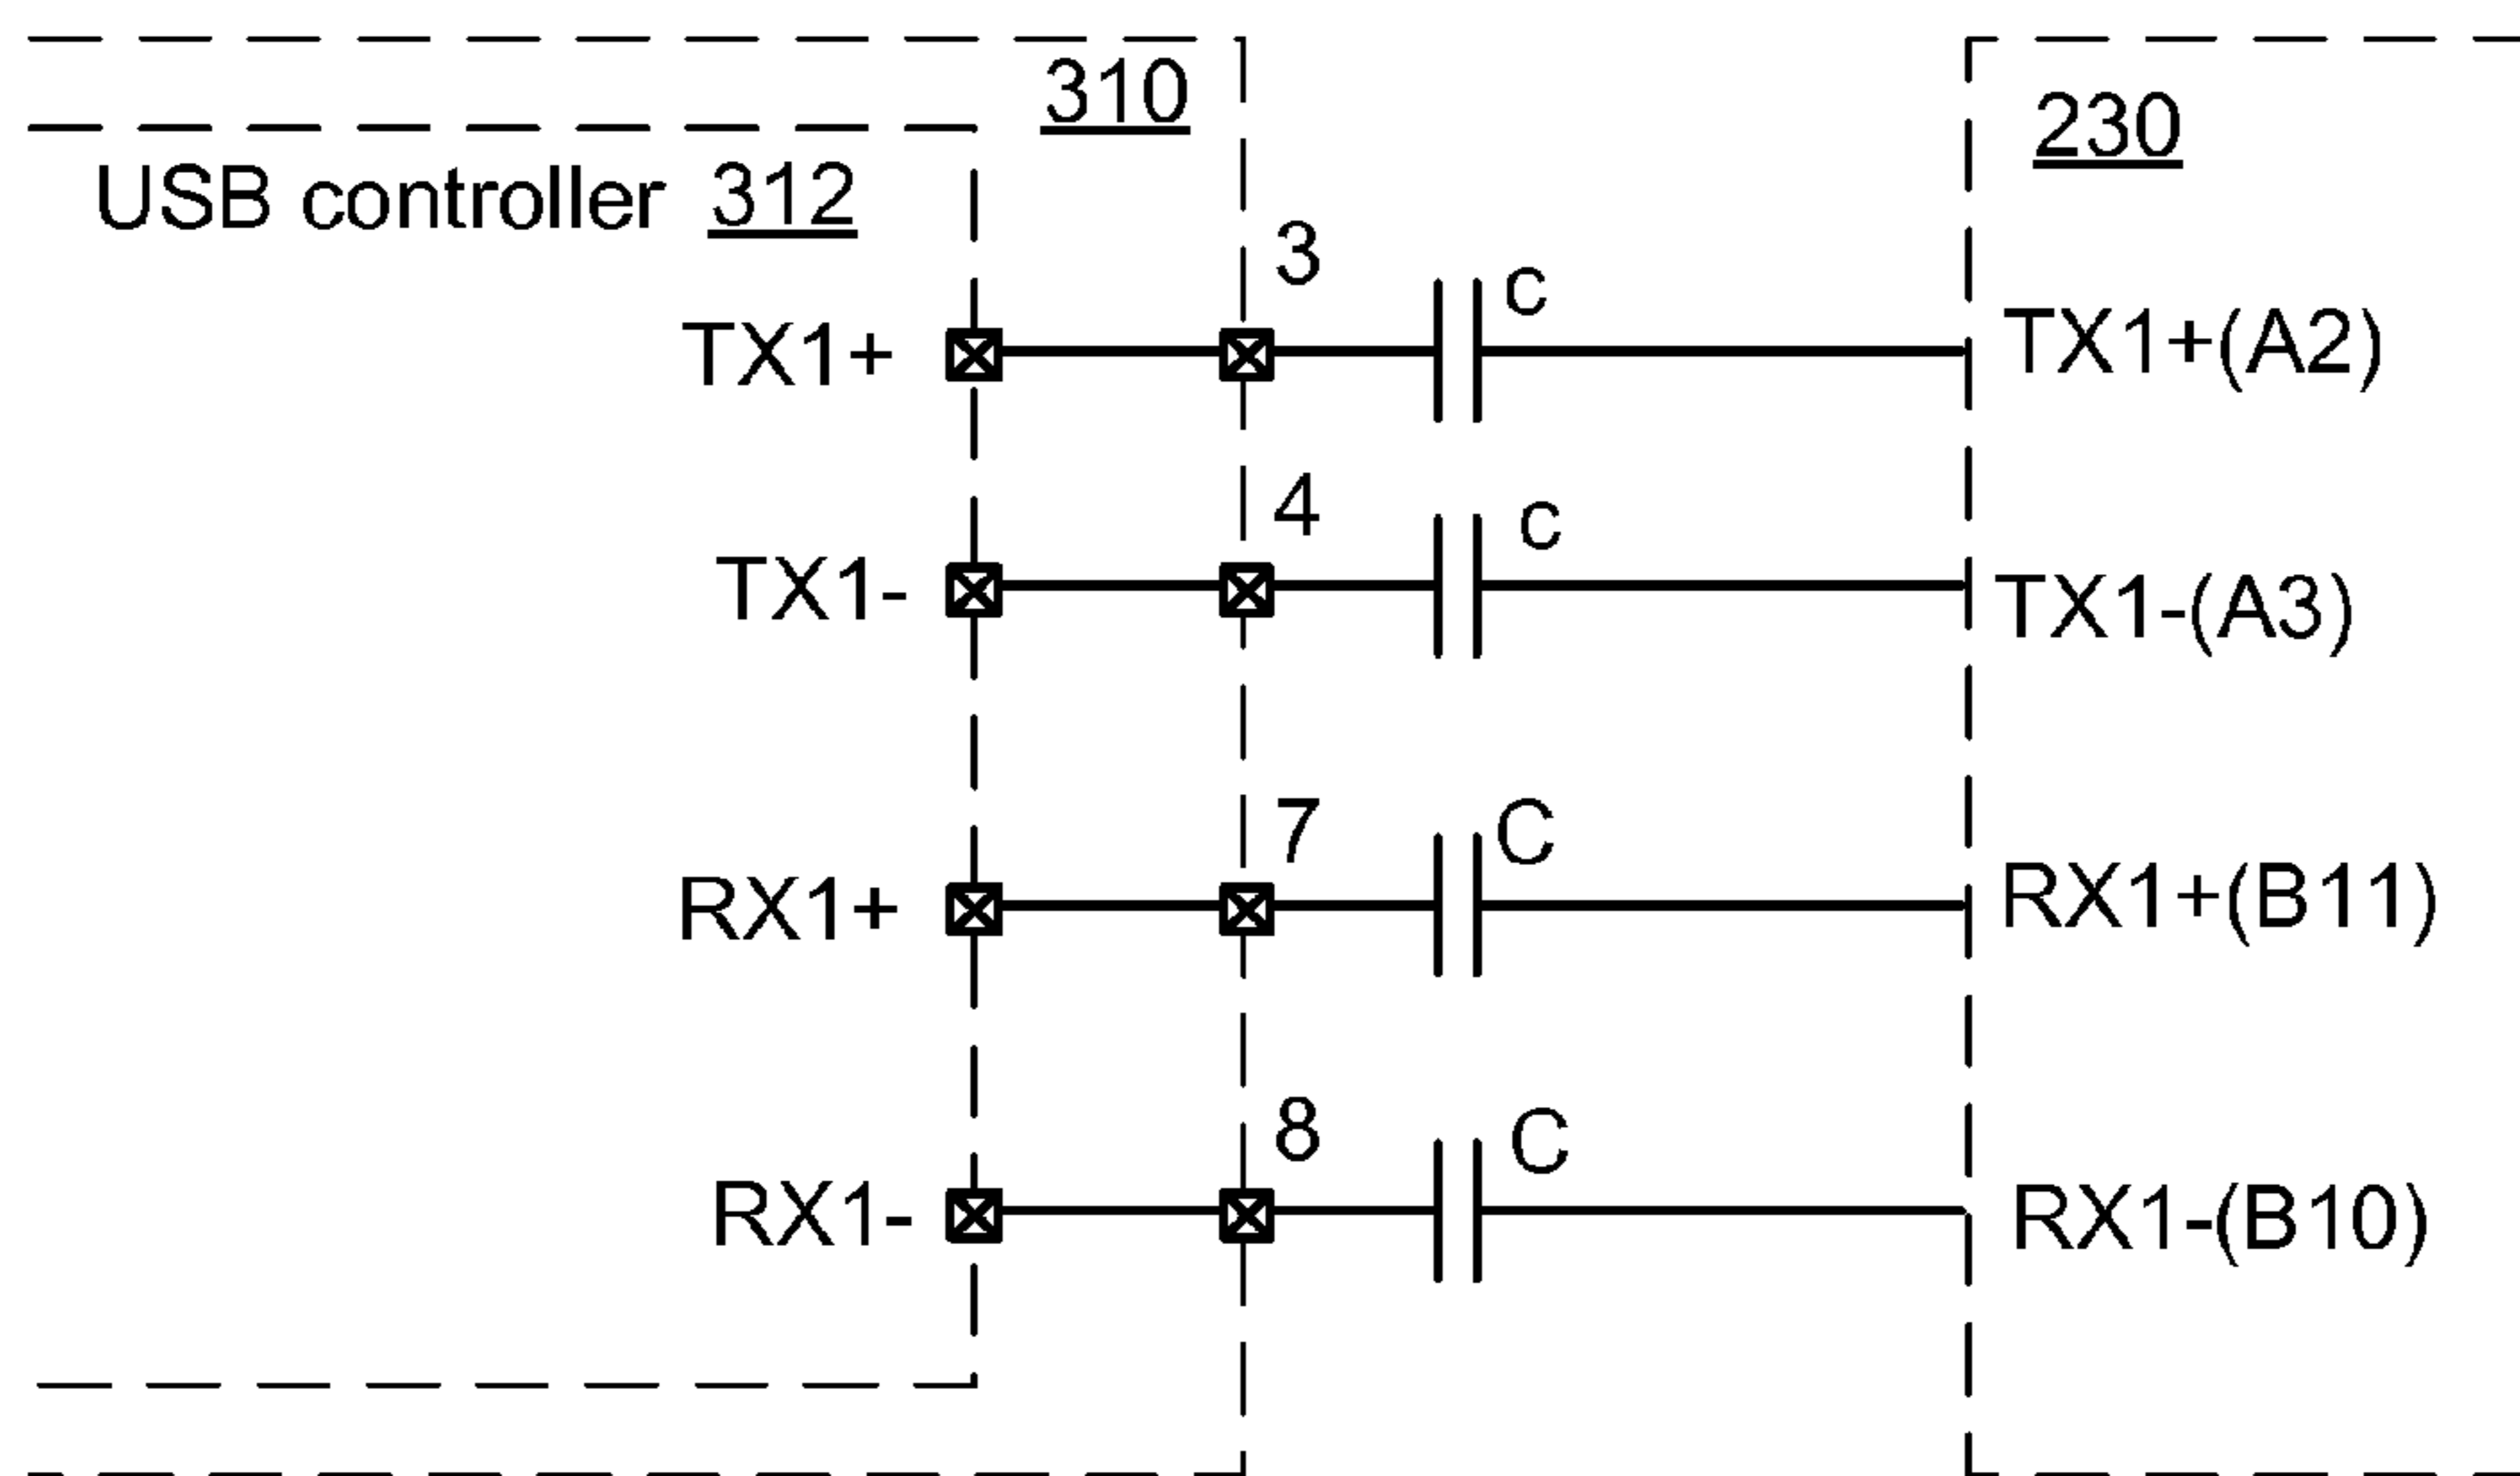 310
230
USB controller 312
3
c
TX1+
TX1+(A2)
4
c
TX1-
TX1-(A3)
7
C
RX1+
RX1+(B11)
8
C
RX1-
RX1-(B10)